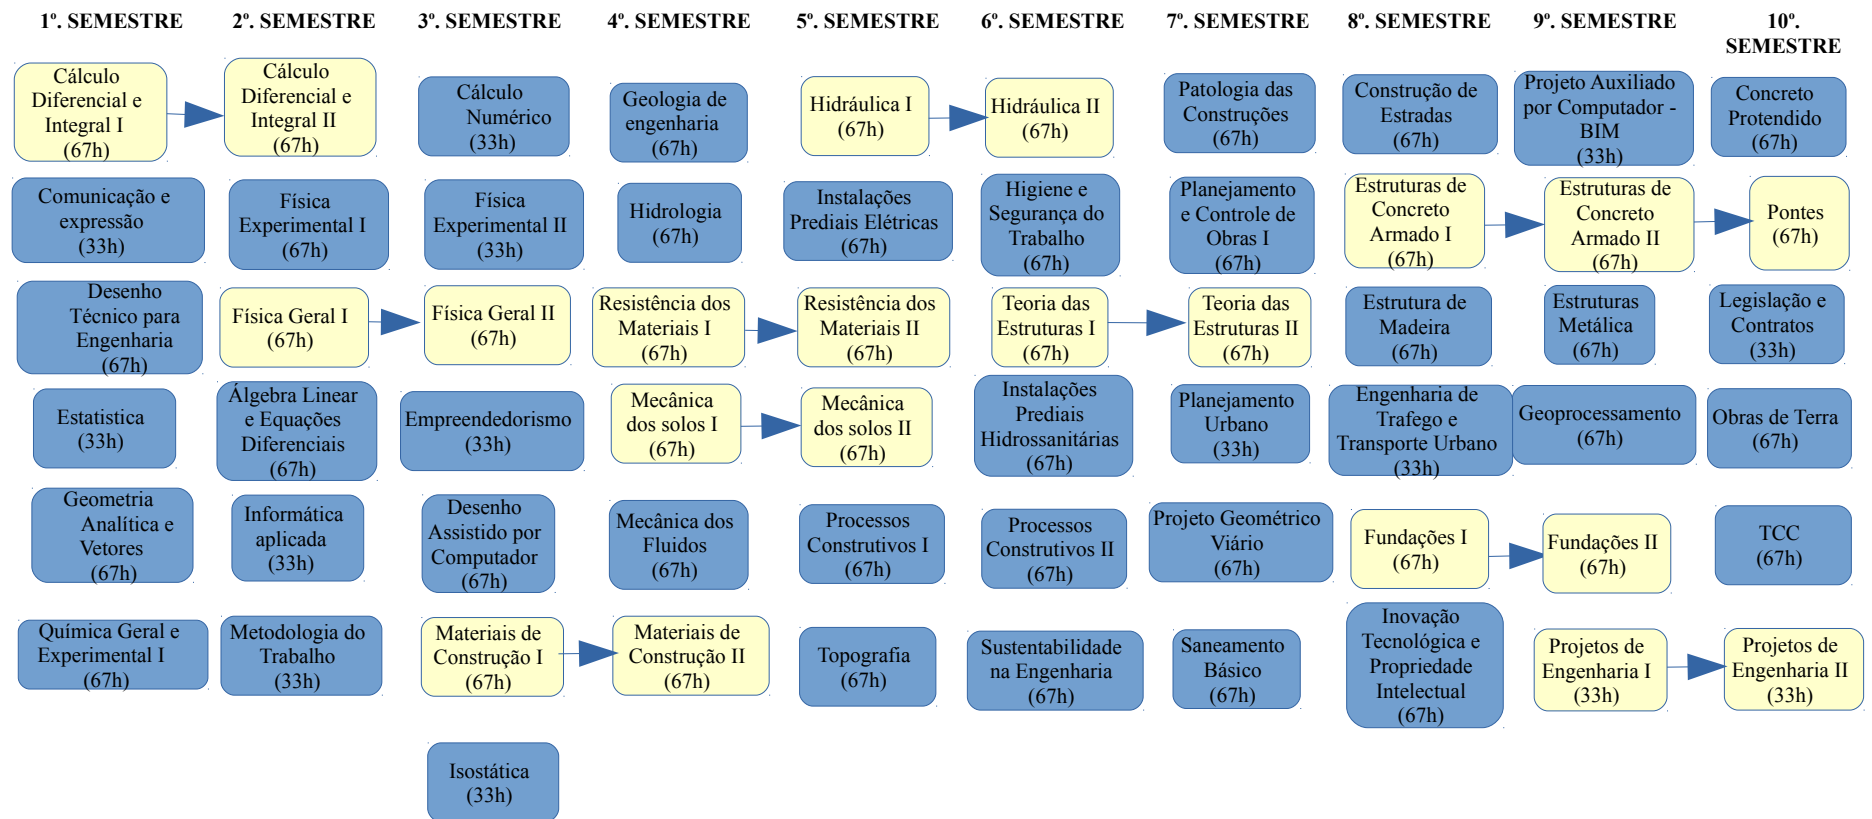 1º. SEMESTRE
2º. SEMESTRE
3º. SEMESTRE
4º. SEMESTRE
5º. SEMESTRE
6º. SEMESTRE
7º. SEMESTRE
8º. SEMESTRE
9º. SEMESTRE
10º.
SEMESTRE
Cálculo
Diferencial e
Integral I
(67h)
Cálculo
Diferencial e
Integral II
(67h)
Cálculo
Numérico
(33h)
Geologia de
engenharia
(67h)
Hidráulica I
(67h)
Hidráulica II
(67h)
Patologia das
Construções
(67h)
Construção de
Estradas
(67h)
Projeto Auxiliado
por Computador -
BIM
(33h)
Concreto
Protendido
(67h)
Comunicação e
expressão
(33h)
Física
Experimental I
(67h)
Física
Experimental II
(33h)
Hidrologia
(67h)
Instalações
Prediais Elétricas
(67h)
Higiene e
Segurança do
Trabalho
(67h)
Planejamento
e Controle de
Obras I
(67h)
Estruturas de
Concreto
Armado I
(67h)
Estruturas de
Concreto
Armado II
(67h)
Pontes
(67h)
Desenho
Técnico para
Engenharia
(67h)
Física Geral I
(67h)
Física Geral II
(67h)
Resistência dos
Materiais I
(67h)
Resistência dos
Materiais II
(67h)
Teoria das
Estruturas I
(67h)
Teoria das
Estruturas II
(67h)
Estrutura de
Madeira
(67h)
Estruturas
Metálica
(67h)
Legislação e
Contratos
(33h)
Estatistica
(33h)
Álgebra Linear
e Equações
Diferenciais
(67h)
Empreendedorismo
(33h)
Mecânica
dos solos I
(67h)
Mecânica
dos solos II
(67h)
Instalações
Prediais
Hidrossanitárias
(67h)
Planejamento
Urbano
(33h)
Engenharia de
Trafego e
Transporte Urbano
(33h)
Geoprocessamento
(67h)
Obras de Terra
(67h)
Geometria
Analítica e
Vetores
(67h)
Informática
aplicada
(33h)
Desenho
Assistido por
Computador
(67h)
Mecânica dos
Fluidos
(67h)
Processos
Construtivos I
(67h)
Processos
Construtivos II
(67h)
Projeto Geométrico
Viário
(67h)
Fundações I
(67h)
Fundações II
(67h)
TCC
(67h)
Química Geral e
Experimental I
(67h)
Metodologia do
Trabalho
(33h)
Materiais de
Construção I
(67h)
Materiais de
Construção II
(67h)
Topografia
(67h)
Sustentabilidade
na Engenharia
(67h)
Saneamento
Básico
(67h)
Inovação
Tecnológica e
Propriedade
Intelectual
(67h)
Projetos de
Engenharia I
(33h)
Projetos de
Engenharia II
(33h)
Isostática
(33h)